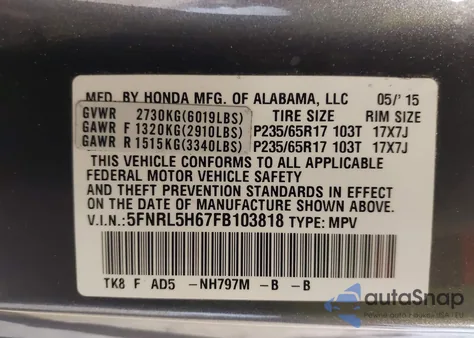 MFD. BY HONDA MFG. OF ALABAMA, LLC 05/'15
GVWR 2730KG(6019LBS) TIRE SIZE RIM SIZE
GAWR F 1320KG(2910LBS) P235/65R17 103T 17X7J
GAWR R 1515KG(3340LBS) P235/65R17 103T 17X7J
THIS VEHICLE CONFORMS TO ALL APPLICABLE
FEDERAL MOTOR VEHICLE SAFETY
AND THEFT PREVENTION STANDARDS IN EFFECT
ON THE DATE OF MANUFACTURE SHOWN ABOVE.
V.I.N.: 5FNRL5H67FB103818 TYPE: MPV
TK8 F AD5 -NH797M -B -B
autoSnap